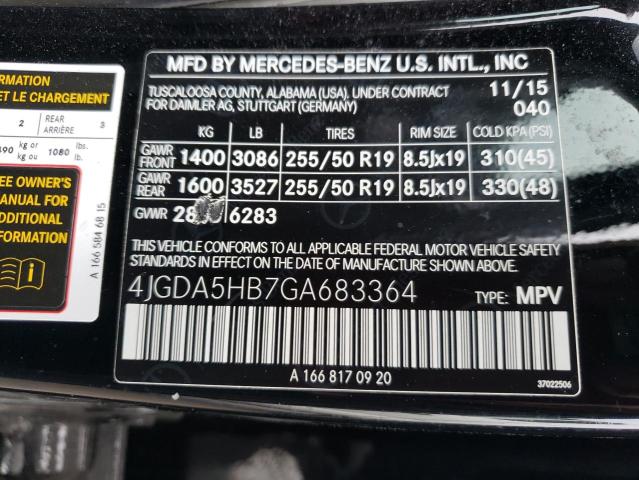 ORMATION
ET LE CHARGEMENT
2 REAR ARRIÈRE 3
490 kg or kg ou 1080 lbs. lb.
EE OWNER'S
MANUAL FOR
ADDITIONAL
FORMATION
A 166 584 68 15
MFD BY MERCEDES-BENZ U.S. INTL., INC
TUSCALOOSA COUNTY, ALABAMA (USA). UNDER CONTRACT 11/15
FOR DAIMLER AG, STUTTGART (GERMANY) 040
KG LB TIRES RIM SIZE COLD KPA (PSI)
GAWR FRONT 1400 3086 255/50 R19 8.5Jx19 310(45)
GAWR REAR 1600 3527 255/50 R19 8.5Jx19 330(48)
GVWR 28 6283
THIS VEHICLE CONFORMS TO ALL APPLICABLE FEDERAL MOTOR VEHICLE SAFETY
STANDARDS IN EFFECT ON THE DATE OF MANUFACTURE SHOWN ABOVE.
4JGDA5HB7GA683364 TYPE: MPV
A 166 817 09 20
37022506